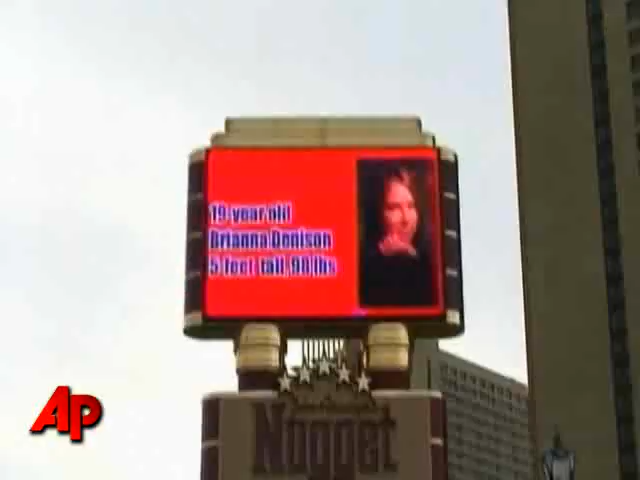 19 year old
Brianna Denison
5 feet tall, 98 lbs
Nugget
AP